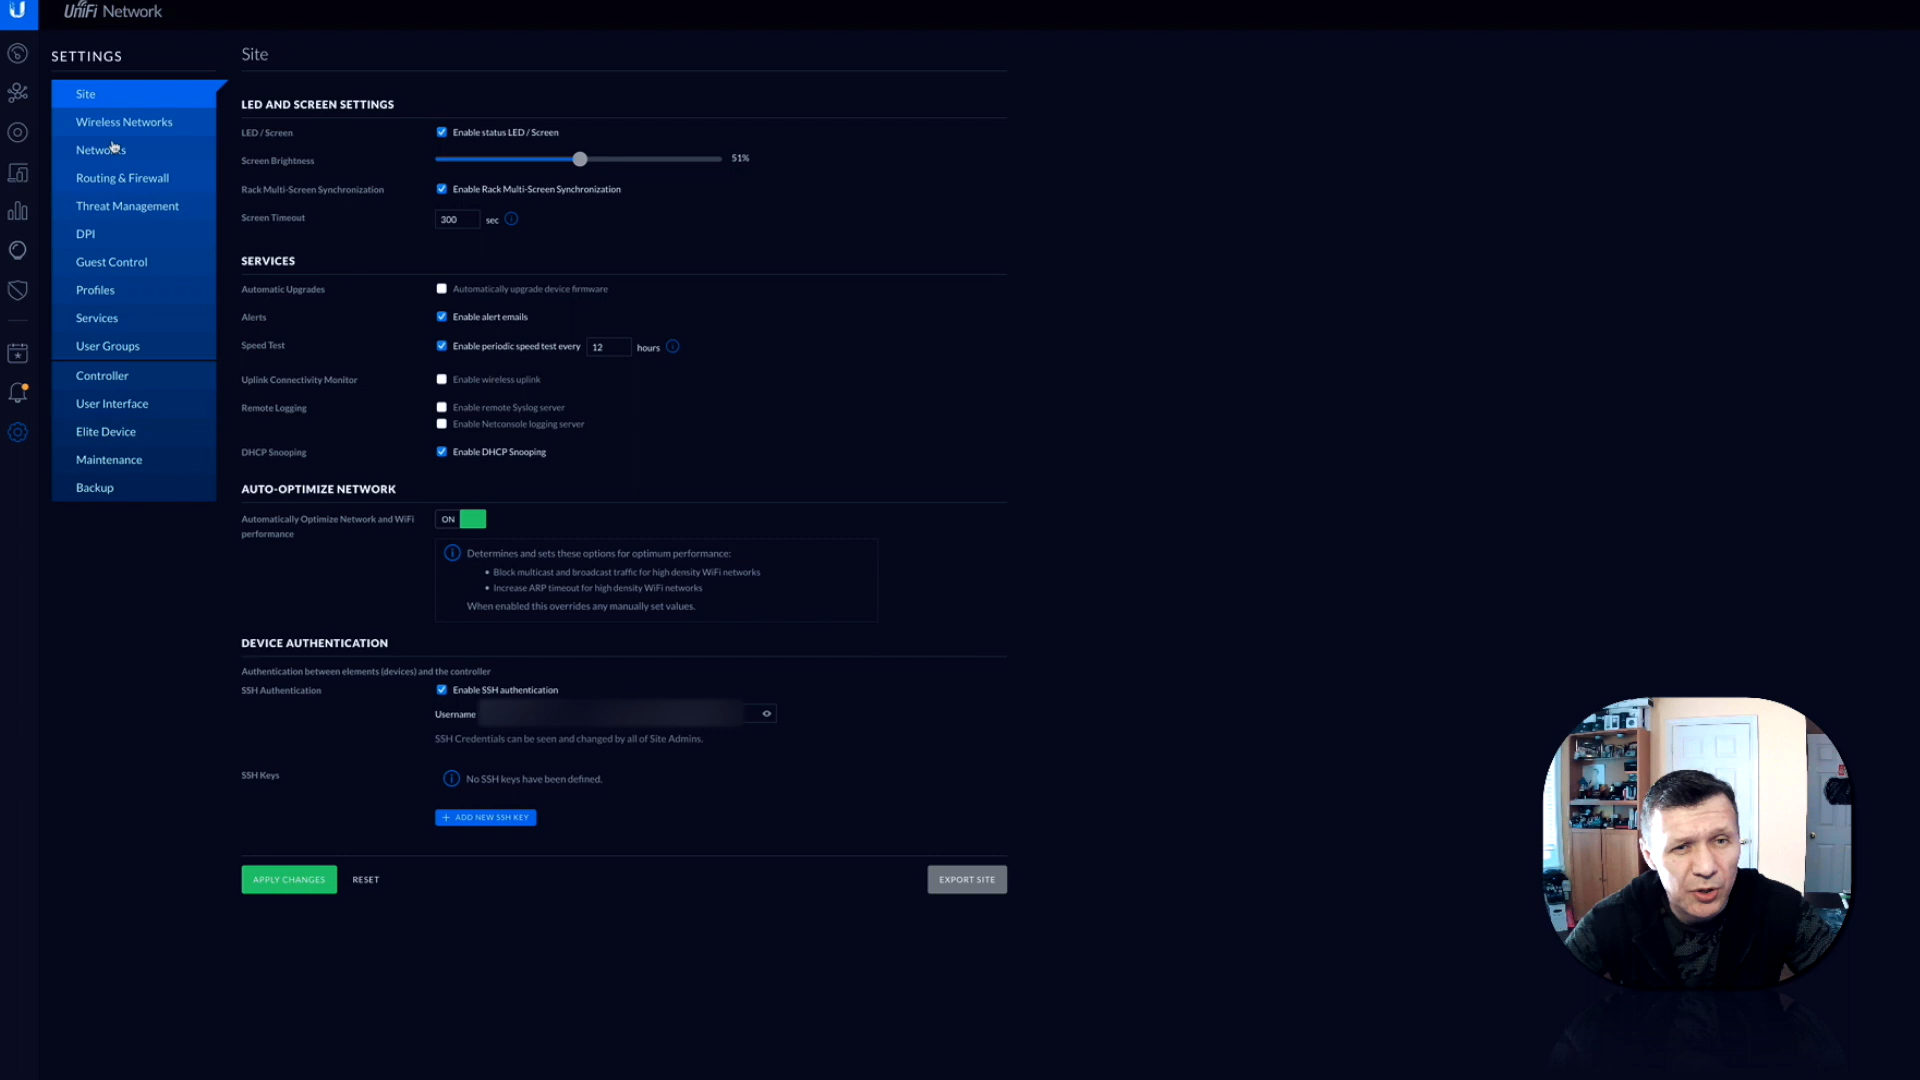 UniFi Network
SETTINGS
Site
Wireless Networks
Networks
Routing & Firewall
Threat Management
DPI
Guest Control
Profiles
Services
User Groups
Controller
User Interface
Elite Device
Maintenance
Backup
Site
LED AND SCREEN SETTINGS
LED / Screen Enable status LED / Screen
Screen Brightness 51%
Rack Multi-Screen Synchronization Enable Rack Multi-Screen Synchronization
Screen Timeout 300 sec
SERVICES
Automatic Upgrades Automatically upgrade device firmware
Alerts Enable alert emails
Speed Test Enable periodic speed test every 12 hours
Uplink Connectivity Monitor Enable wireless uplink
Remote Logging Enable remote Syslog server
Enable Netconsole logging server
DHCP Snooping Enable DHCP Snooping
AUTO-OPTIMIZE NETWORK
Automatically Optimize Network and WiFi ON
performance
Determines and sets these options for optimum performance:
• Block multicast and broadcast traffic for high density WiFi networks
• Increase ARP timeout for high density WiFi networks
When enabled this overrides any manually set values.
DEVICE AUTHENTICATION
Authentication between elements (devices) and the controller
SSH Authentication Enable SSH authentication
Username
SSH Credentials can be seen and changed by all of Site Admins.
SSH Keys No SSH keys have been defined.
+ ADD NEW SSH KEY
APPLY CHANGES RESET EXPORT SITE